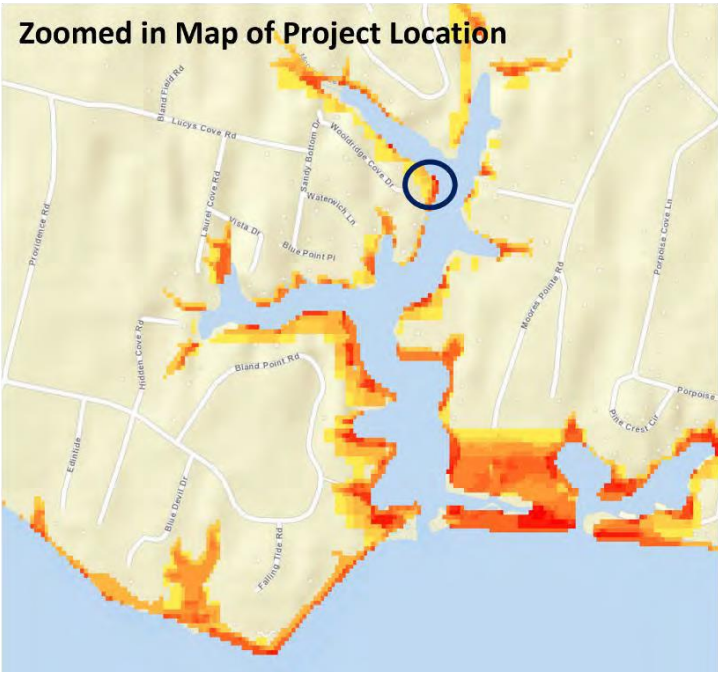 Zoomed in Map of Project Location
Bland Field Rd
Lucys Cove Rd
Sandy Bottom Dr
Wooldridge Cove Dr
Laurel Cove Rd
Waterwich Ln
Vista Dr
Blue Point Pl
Providence Rd
Porpoise Cove Ln
Moores Pointe Rd
Hidden Cove Rd
Bland Point Rd
Porpoise
Pine Crest Cir
Edintide
Blue Devil Dr
Falling Tide Rd